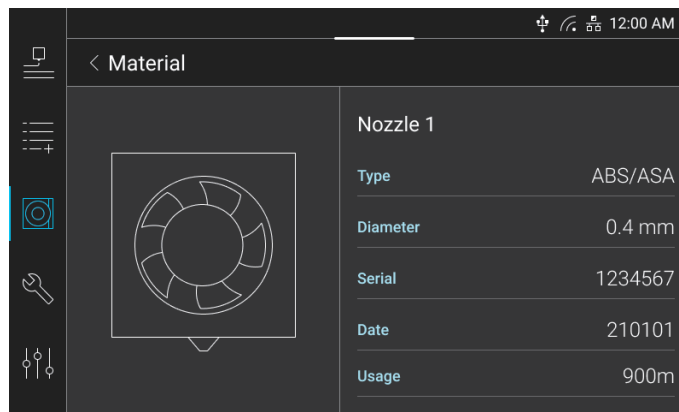 12:00 AM
< Material
Nozzle 1
Type ABS/ASA
Diameter 0.4 mm
Serial 1234567
Date 210101
Usage 900m